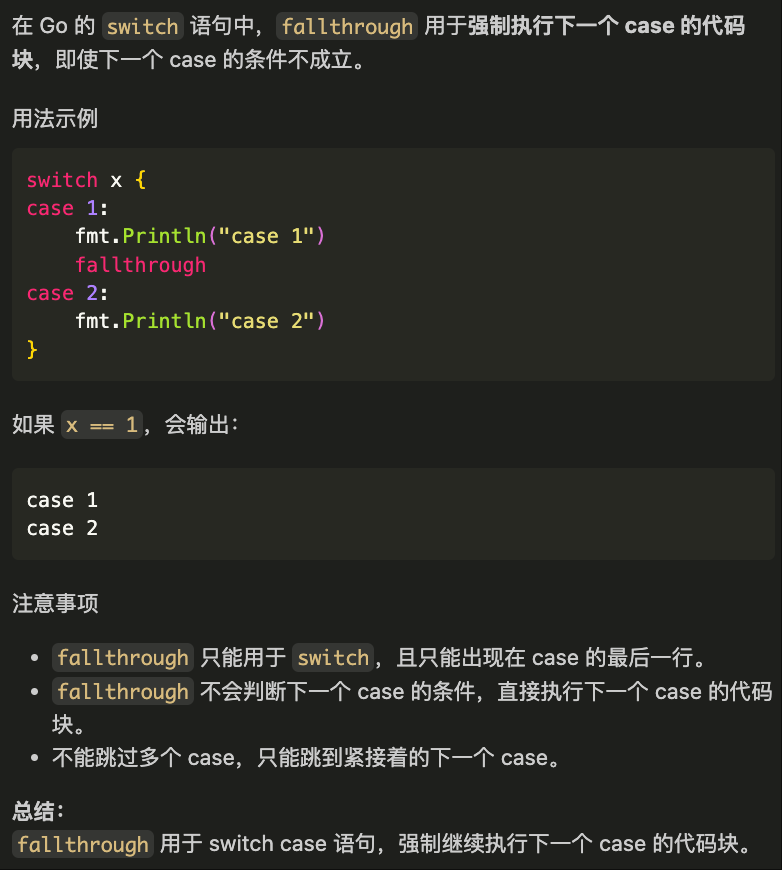 在 Go 的 switch 语句中，fallthrough 用于强制执行下一个 case 的代码
块，即使下一个 case 的条件不成立。
用法示例
switch x {
case 1:
    fmt.Println("case 1")
    fallthrough
case 2:
    fmt.Println("case 2")
}
如果 x == 1，会输出：
case 1
case 2
注意事项
• fallthrough 只能用于 switch，且只能出现在 case 的最后一行。
• fallthrough 不会判断下一个 case 的条件，直接执行下一个 case 的代码
块。
• 不能跳过多个 case，只能跳到紧接着的下一个 case。
总结：
fallthrough 用于 switch case 语句，强制继续执行下一个 case 的代码块。